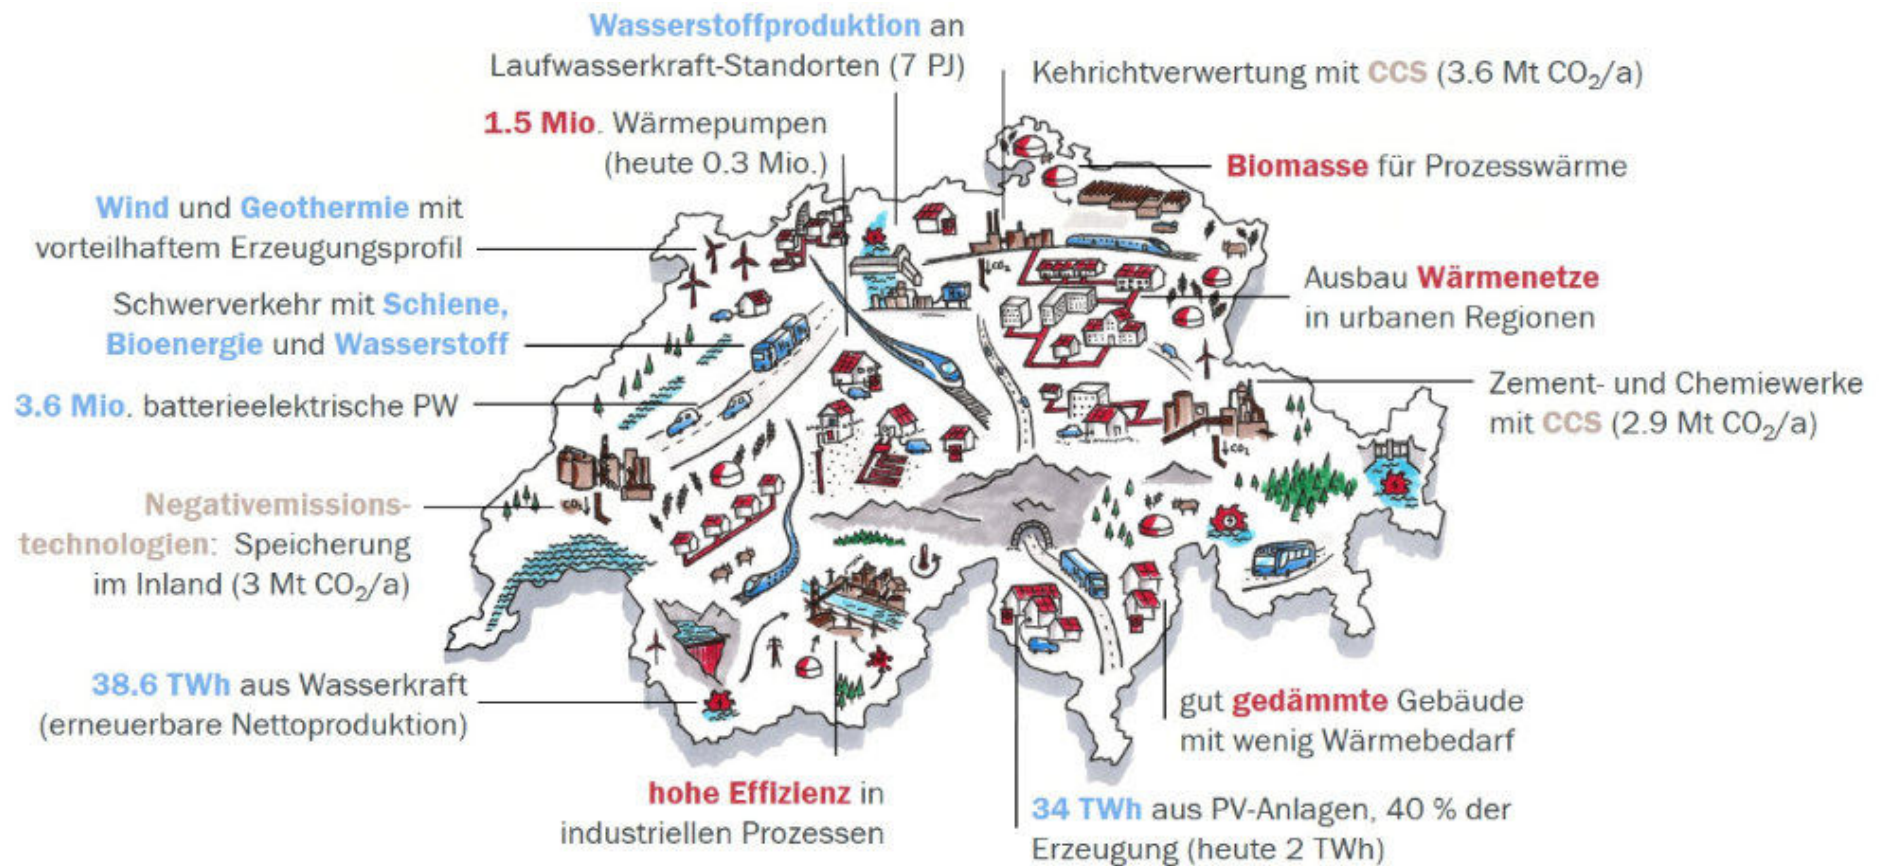 Wasserstoffproduktion an
Laufwasserkraft-Standorten (7 PJ)
Kehrichtverwertung mit CCS (3.6 Mt CO₂/a)
1.5 Mio. Wärmepumpen
(heute 0.3 Mio.)
Biomasse für Prozesswärme
Wind und Geothermie mit
vorteilhaftem Erzeugungsprofil
Ausbau Wärmenetze
in urbanen Regionen
Schwerverkehr mit Schiene,
Bioenergie und Wasserstoff
3.6 Mio. batterieelektrische PW
Zement- und Chemiewerke
mit CCS (2.9 Mt CO₂/a)
Negativemissions-
technologien: Speicherung
im Inland (3 Mt CO₂/a)
38.6 TWh aus Wasserkraft
(erneuerbare Nettoproduktion)
gut gedämmte Gebäude
mit wenig Wärmebedarf
hohe Effizienz in
industriellen Prozessen
34 TWh aus PV-Anlagen, 40 % der
Erzeugung (heute 2 TWh)
CO₂
CO₂
CO₂